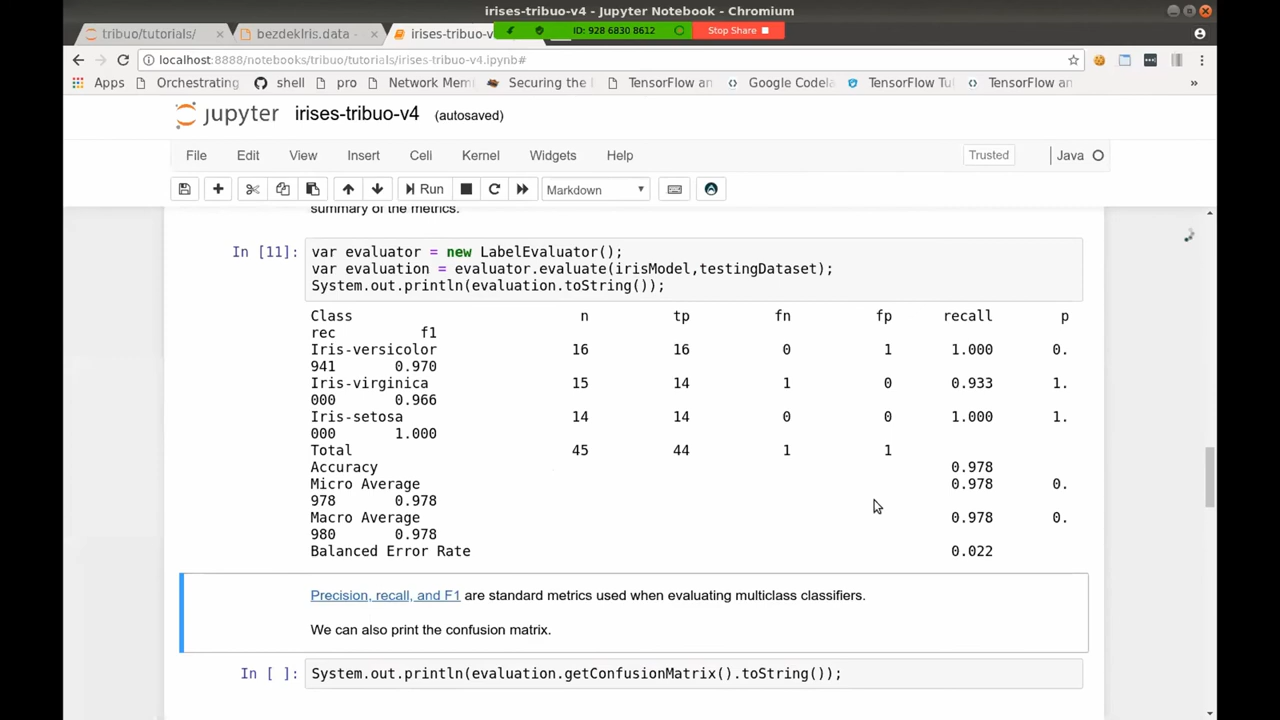 irises-tribuo-v4 - Jupyter Notebook - Chromium
tribuo/tutorials/
bezdekIris.data -
irises-tribuo-v
ID: 928 6830 8612
Stop Share
localhost:8888/notebooks/tribuo/tutorials/irises-tribuo-v4.ipynb#
Apps
Orchestrating
shell
pro
Network Mem
Securing the
TensorFlow an
Google Codela
TensorFlow Tu
TensorFlow an
»
jupyter irises-tribuo-v4 (autosaved)
File Edit View Insert Cell Kernel Widgets Help
Trusted
Java
Run
Markdown
summary of the metrics.
In [11]: var evaluator = new LabelEvaluator();
var evaluation = evaluator.evaluate(irisModel,testingDataset);
System.out.println(evaluation.toString());
Class n tp fn fp recall p
rec f1
Iris-versicolor 16 16 0 1 1.000 0.
941 0.970
Iris-virginica 15 14 1 0 0.933 1.
000 0.966
Iris-setosa 14 14 0 0 1.000 1.
000 1.000
Total 45 44 1 1
Accuracy 0.978
Micro Average 0.978 0.
978 0.978
Macro Average 0.978 0.
980 0.978
Balanced Error Rate 0.022
Precision, recall, and F1 are standard metrics used when evaluating multiclass classifiers.
We can also print the confusion matrix.
In [ ]: System.out.println(evaluation.getConfusionMatrix().toString());